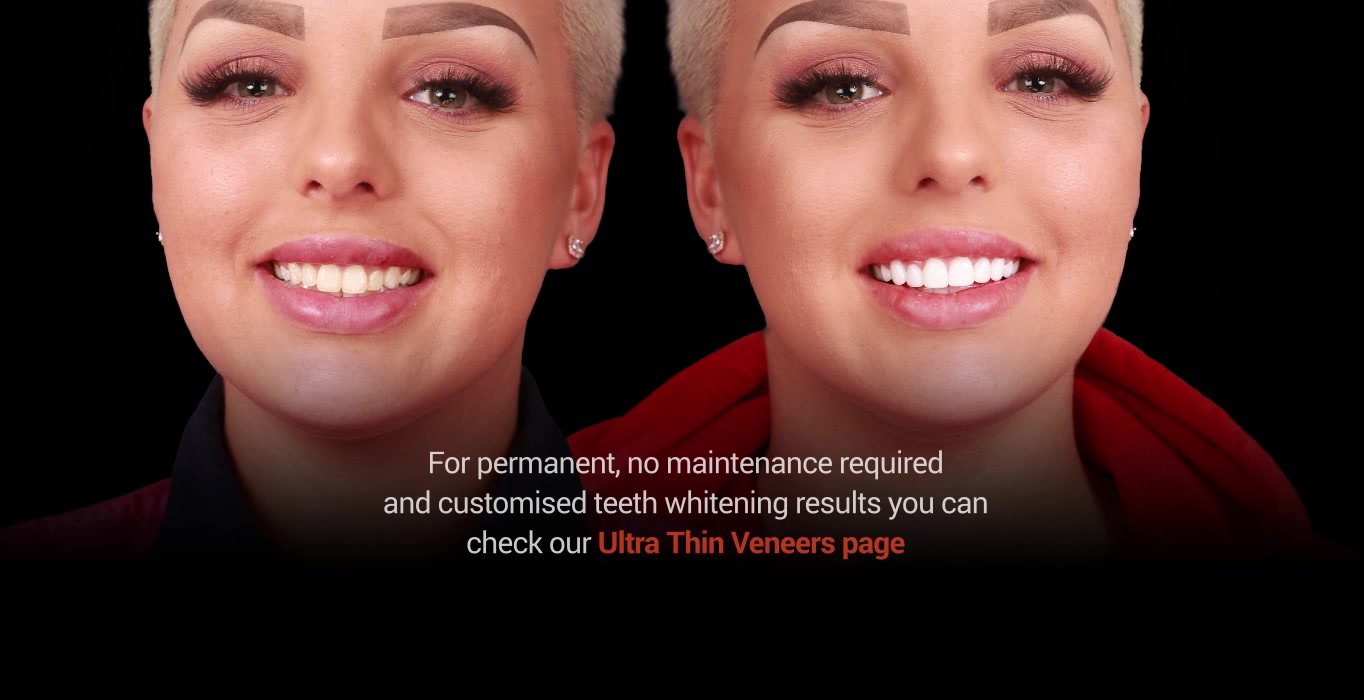 For permanent, no maintenance required
and customised teeth whitening results you can
check our Ultra Thin Veneers page